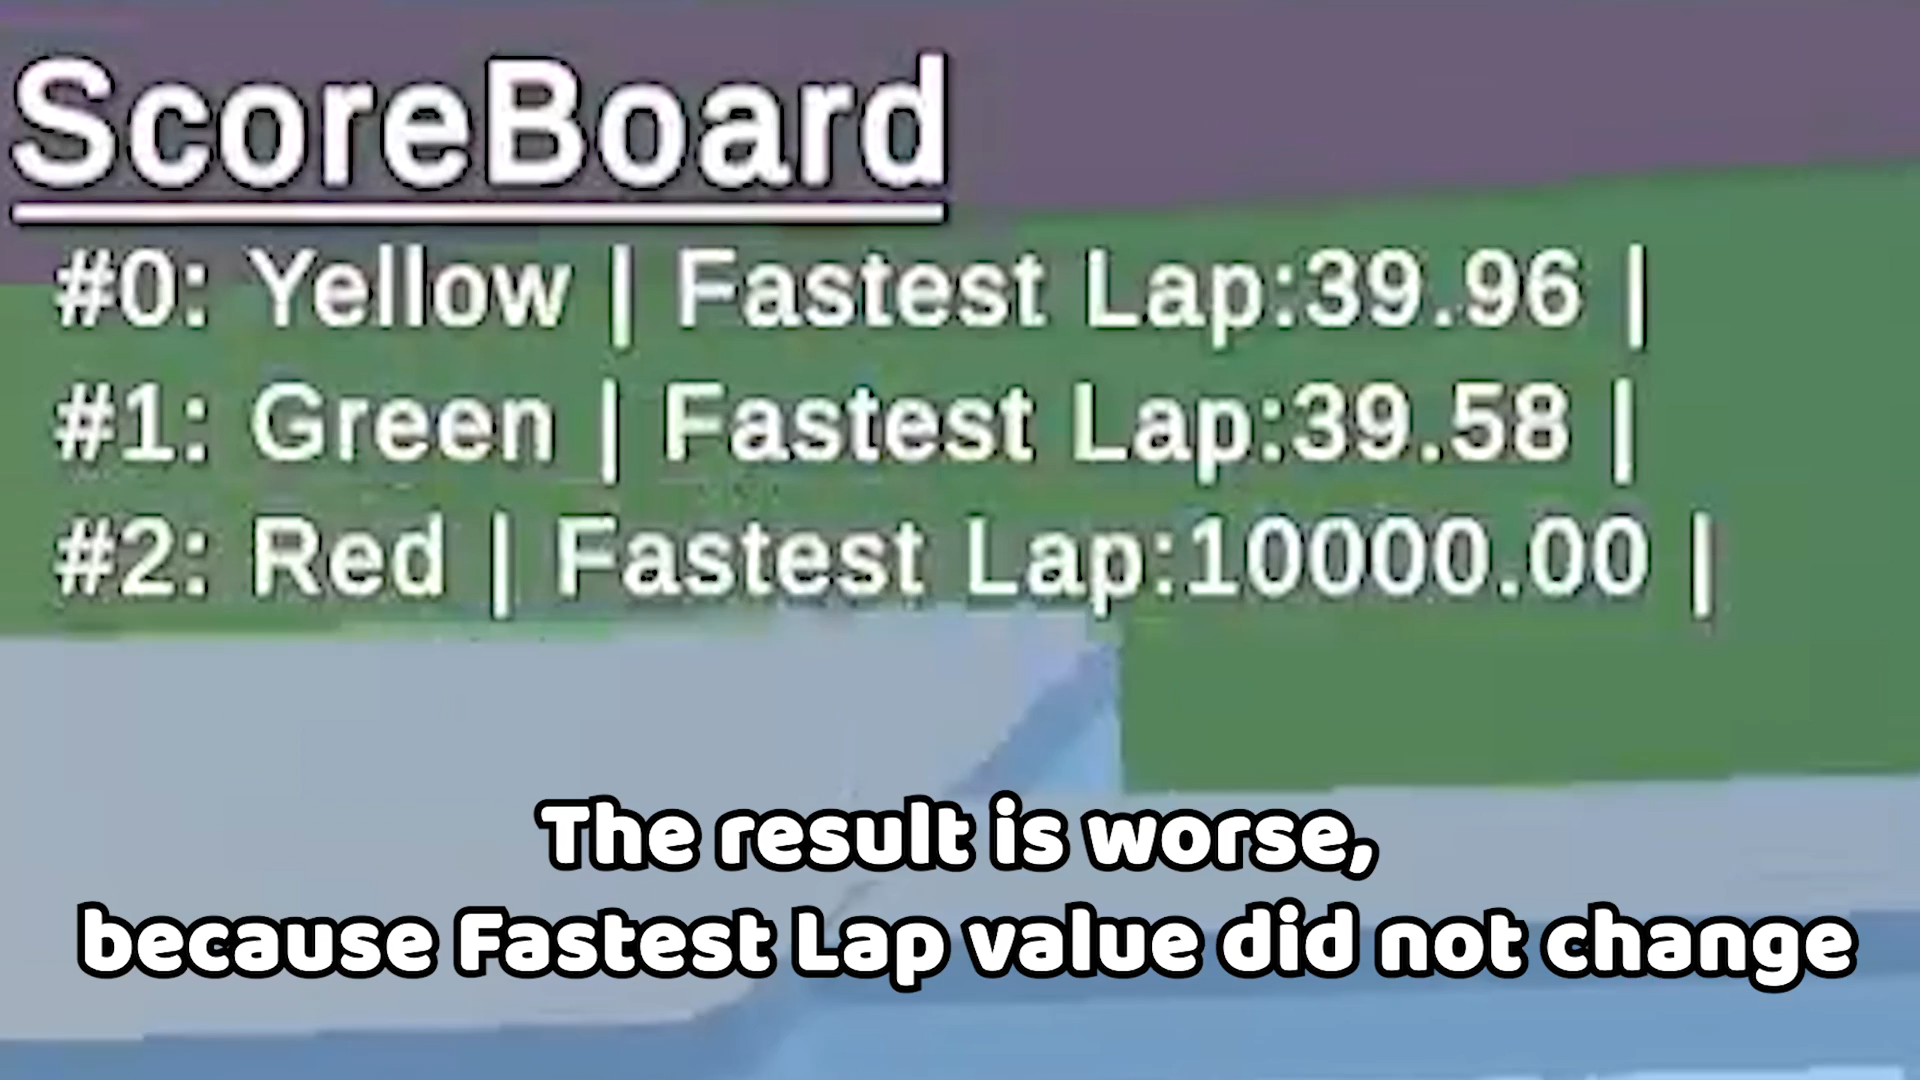 ScoreBoard
#0: Yellow | Fastest Lap:39.96 |
#1: Green | Fastest Lap:39.58 |
#2: Red | Fastest Lap:10000.00 |
The result is worse,
because Fastest Lap value did not change